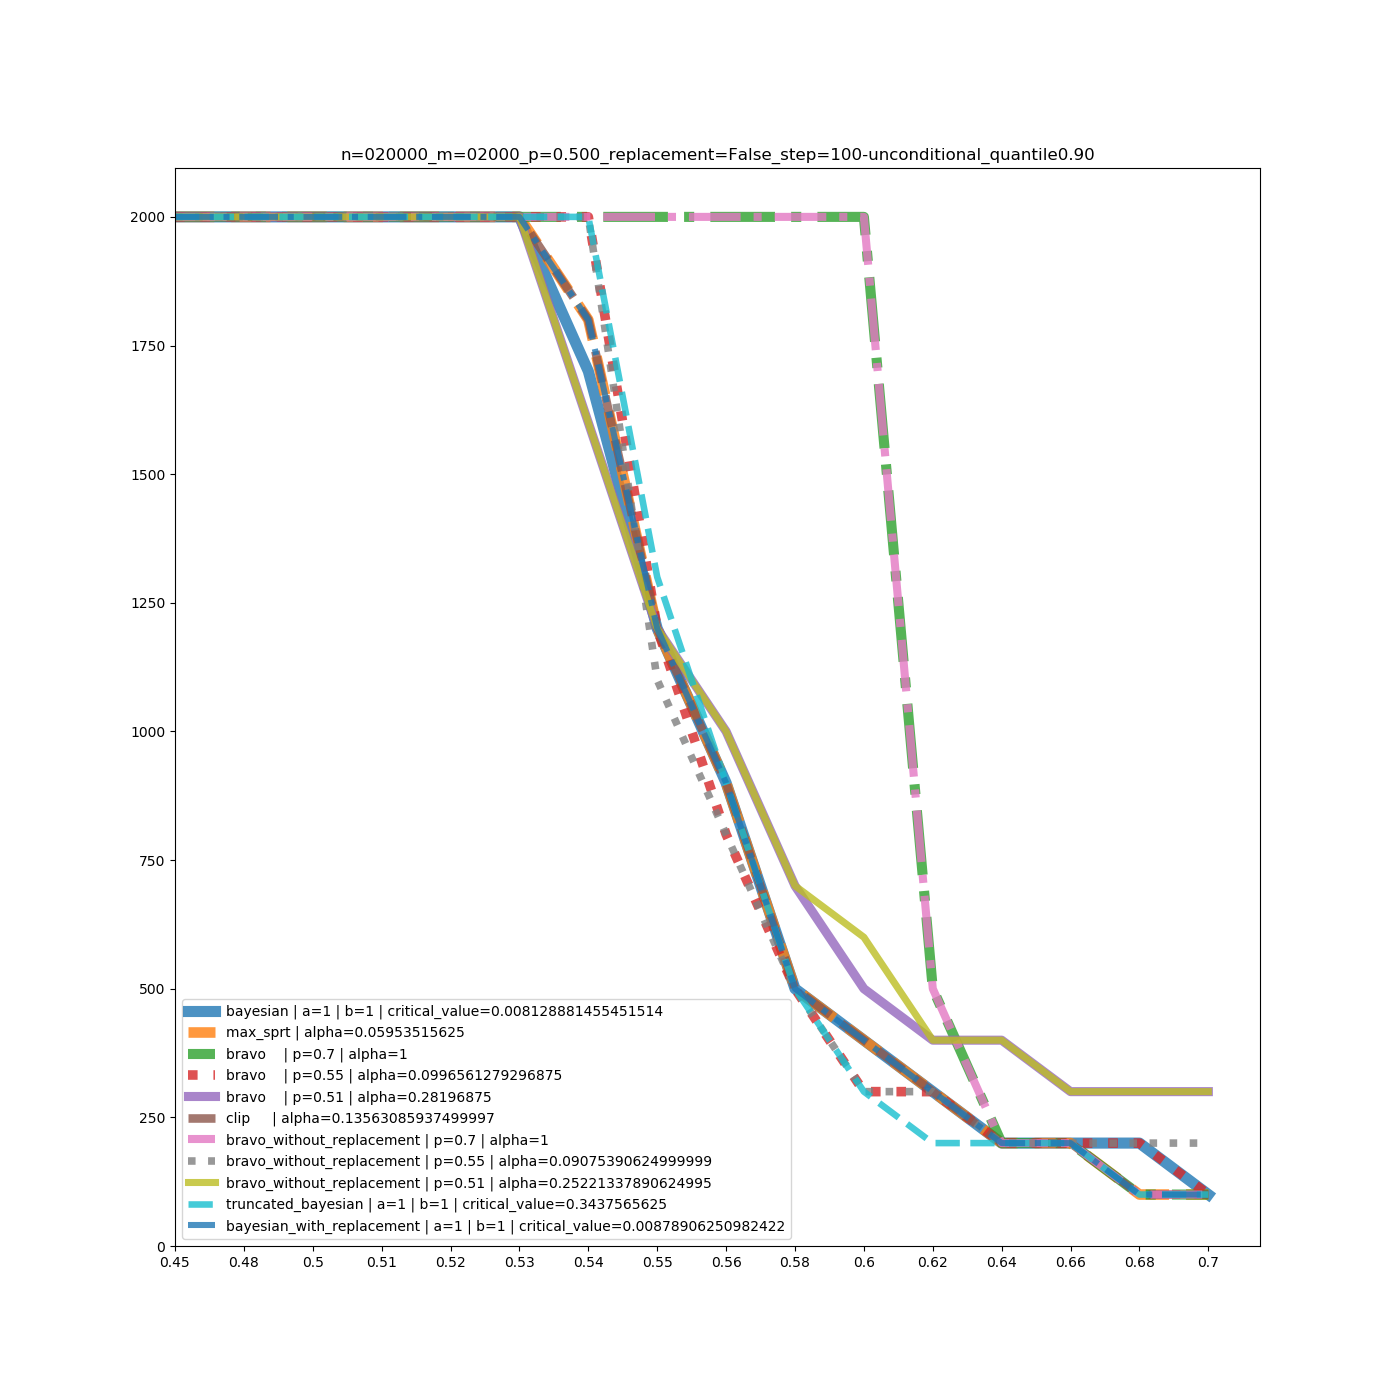 n=020000_m=02000_p=0.500_replacement=False_step=100-unconditional_quantile0.90
2000
1750
1500
1250
1000
750
500
250
0
bayesian | a=1 | b=1 | critical_value=0.008128881455451514
max_sprt | alpha=0.05953515625
bravo | p=0.7 | alpha=1
bravo | p=0.55 | alpha=0.0996561279296875
bravo | p=0.51 | alpha=0.28196875
clip | alpha=0.13563085937499997
bravo_without_replacement | p=0.7 | alpha=1
bravo_without_replacement | p=0.55 | alpha=0.09075390624999999
bravo_without_replacement | p=0.51 | alpha=0.25221337890624995
truncated_bayesian | a=1 | b=1 | critical_value=0.3437565625
bayesian_with_replacement | a=1 | b=1 | critical_value=0.00878906250982422
0.45 0.48 0.5 0.51 0.52 0.53 0.54 0.55 0.56 0.58 0.6 0.62 0.64 0.66 0.68 0.7